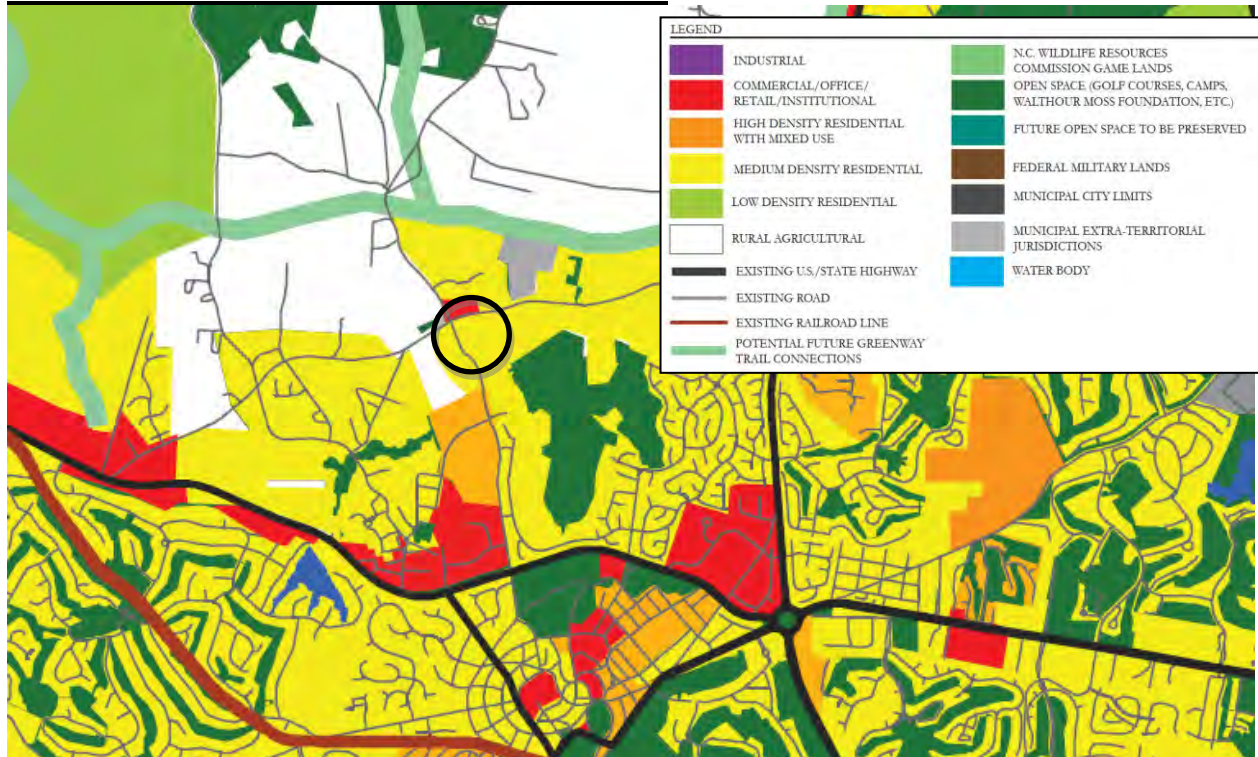 LEGEND
INDUSTRIAL
COMMERCIAL/OFFICE/
RETAIL/INSTITUTIONAL
HIGH DENSITY RESIDENTIAL
WITH MIXED USE
MEDIUM DENSITY RESIDENTIAL
LOW DENSITY RESIDENTIAL
RURAL AGRICULTURAL
EXISTING U.S./STATE HIGHWAY
EXISTING ROAD
EXISTING RAILROAD LINE
POTENTIAL FUTURE GREENWAY
TRAIL CONNECTIONS
N.C. WILDLIFE RESOURCES
COMMISSION GAME LANDS
OPEN SPACE (GOLF COURSES, CAMPS,
WALTHOUR MOSS FOUNDATION, ETC.)
FUTURE OPEN SPACE TO BE PRESERVED
FEDERAL MILITARY LANDS
MUNICIPAL CITY LIMITS
MUNICIPAL EXTRA-TERRITORIAL
JURISDICTIONS
WATER BODY